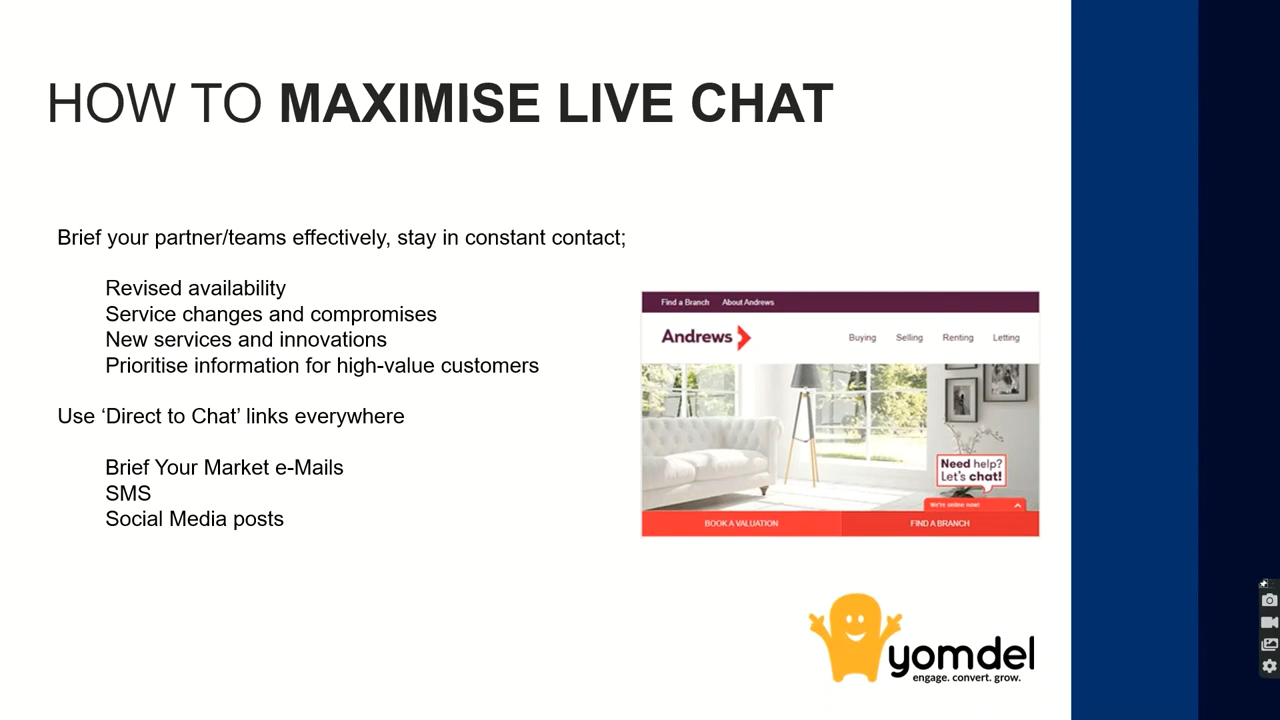 HOW TO MAXIMISE LIVE CHAT
Brief your partner/teams effectively, stay in constant contact;
Revised availability
Service changes and compromises
New services and innovations
Prioritise information for high-value customers
Use ‘Direct to Chat’ links everywhere
Brief Your Market e-Mails
SMS
Social Media posts
Find a Branch About Andrews
Andrews
Buying Selling Renting Letting
Need help?
Let's chat!
We're online now!
BOOK A VALUATION FIND A BRANCH
yomdel
engage. convert. grow.